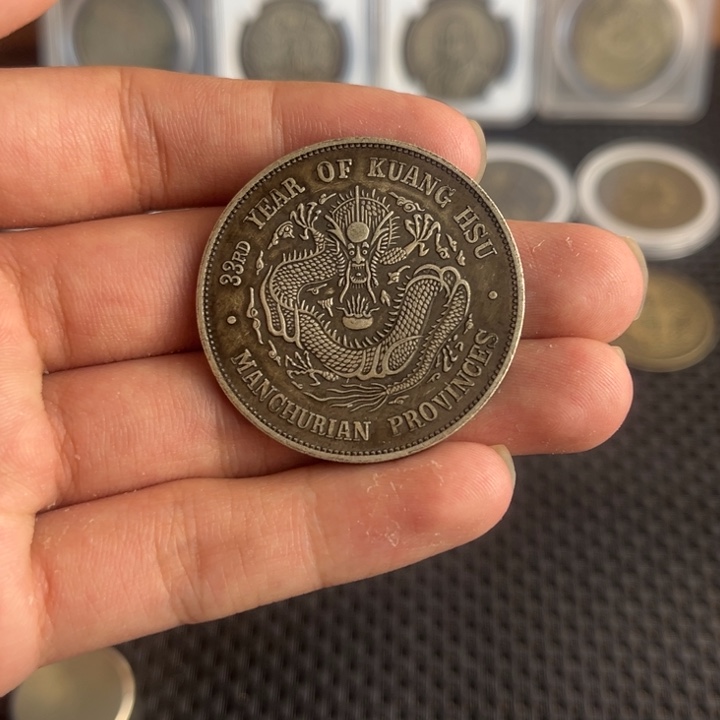 33RD YEAR OF KUANG HSU
MANCHURIAN PROVINCES